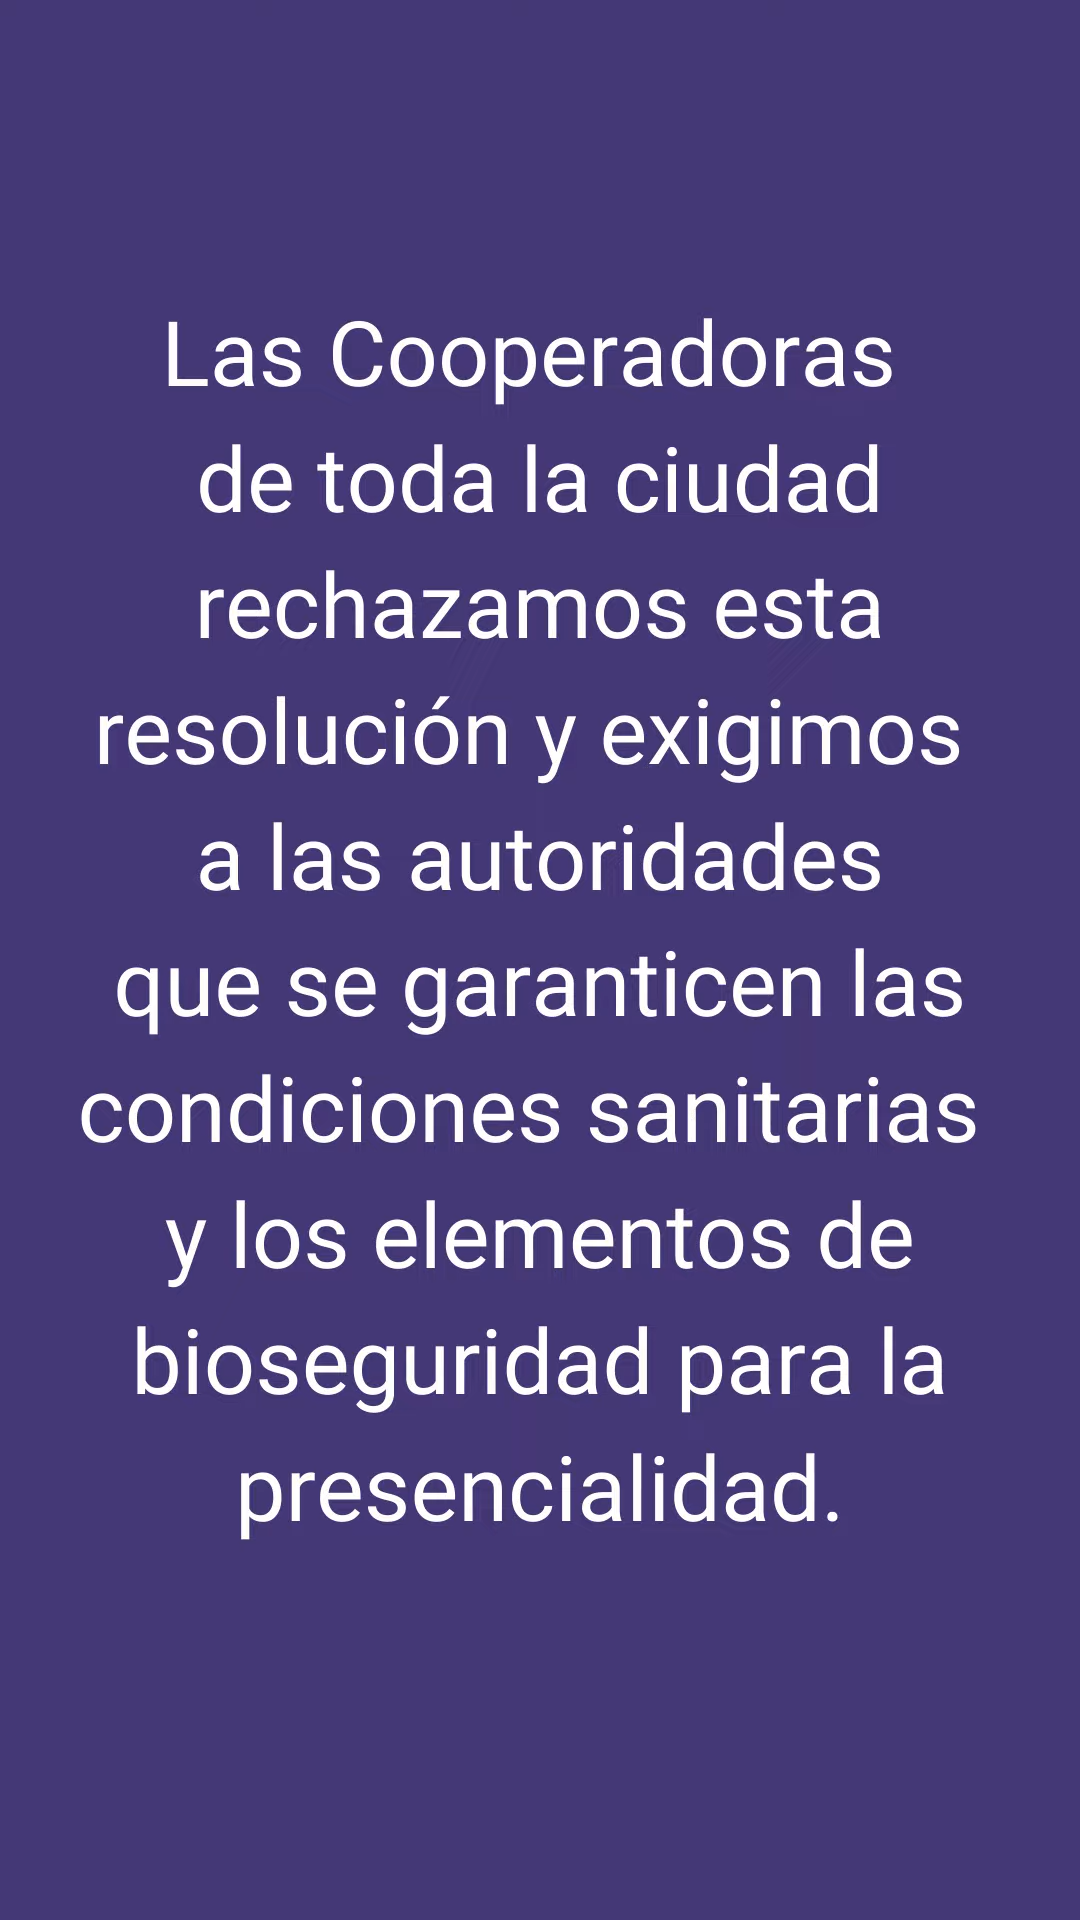 Las Cooperadoras
de toda la ciudad
rechazamos esta
resolución y exigimos
a las autoridades
que se garanticen las
condiciones sanitarias
y los elementos de
bioseguridad para la
presencialidad.